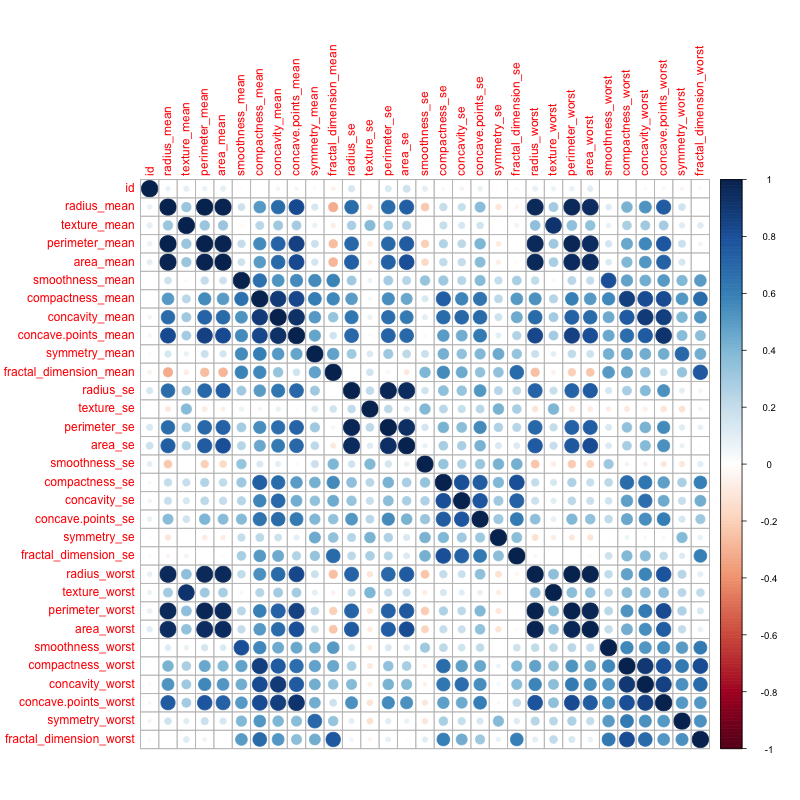 id
radius_mean
texture_mean
perimeter_mean
area_mean
smoothness_mean
compactness_mean
concavity_mean
concave.points_mean
symmetry_mean
fractal_dimension_mean
radius_se
texture_se
perimeter_se
area_se
smoothness_se
compactness_se
concavity_se
concave.points_se
symmetry_se
fractal_dimension_se
radius_worst
texture_worst
perimeter_worst
area_worst
smoothness_worst
compactness_worst
concavity_worst
concave.points_worst
symmetry_worst
fractal_dimension_worst
id
radius_mean
texture_mean
perimeter_mean
area_mean
smoothness_mean
compactness_mean
concavity_mean
concave.points_mean
symmetry_mean
fractal_dimension_mean
radius_se
texture_se
perimeter_se
area_se
smoothness_se
compactness_se
concavity_se
concave.points_se
symmetry_se
fractal_dimension_se
radius_worst
texture_worst
perimeter_worst
area_worst
smoothness_worst
compactness_worst
concavity_worst
concave.points_worst
symmetry_worst
fractal_dimension_worst
1
0.8
0.6
0.4
0.2
0
-0.2
-0.4
-0.6
-0.8
-1